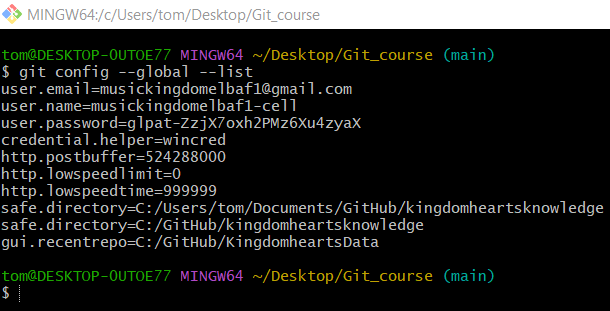 MINGW64:/c/Users/tom/Desktop/Git_course
tom@DESKTOP-OUTOE77 MINGW64 ~/Desktop/Git_course (main)
$ git config --global --list
user.email=musickingdomelbaf1@gmail.com
user.name=musickingdomelbaf1-cell
user.password=glpat-ZzjX7oxh2PMz6Xu4zyaX
credential.helper=wincred
http.postbuffer=524288000
http.lowspeedlimit=0
http.lowspeedtime=999999
safe.directory=C:/Users/tom/Documents/GitHub/kingdomheartsknowledge
safe.directory=C:/GitHub/kingdomheartsknowledge
gui.recentrepo=C:/GitHub/KingdomheartsData
tom@DESKTOP-OUTOE77 MINGW64 ~/Desktop/Git_course (main)
$